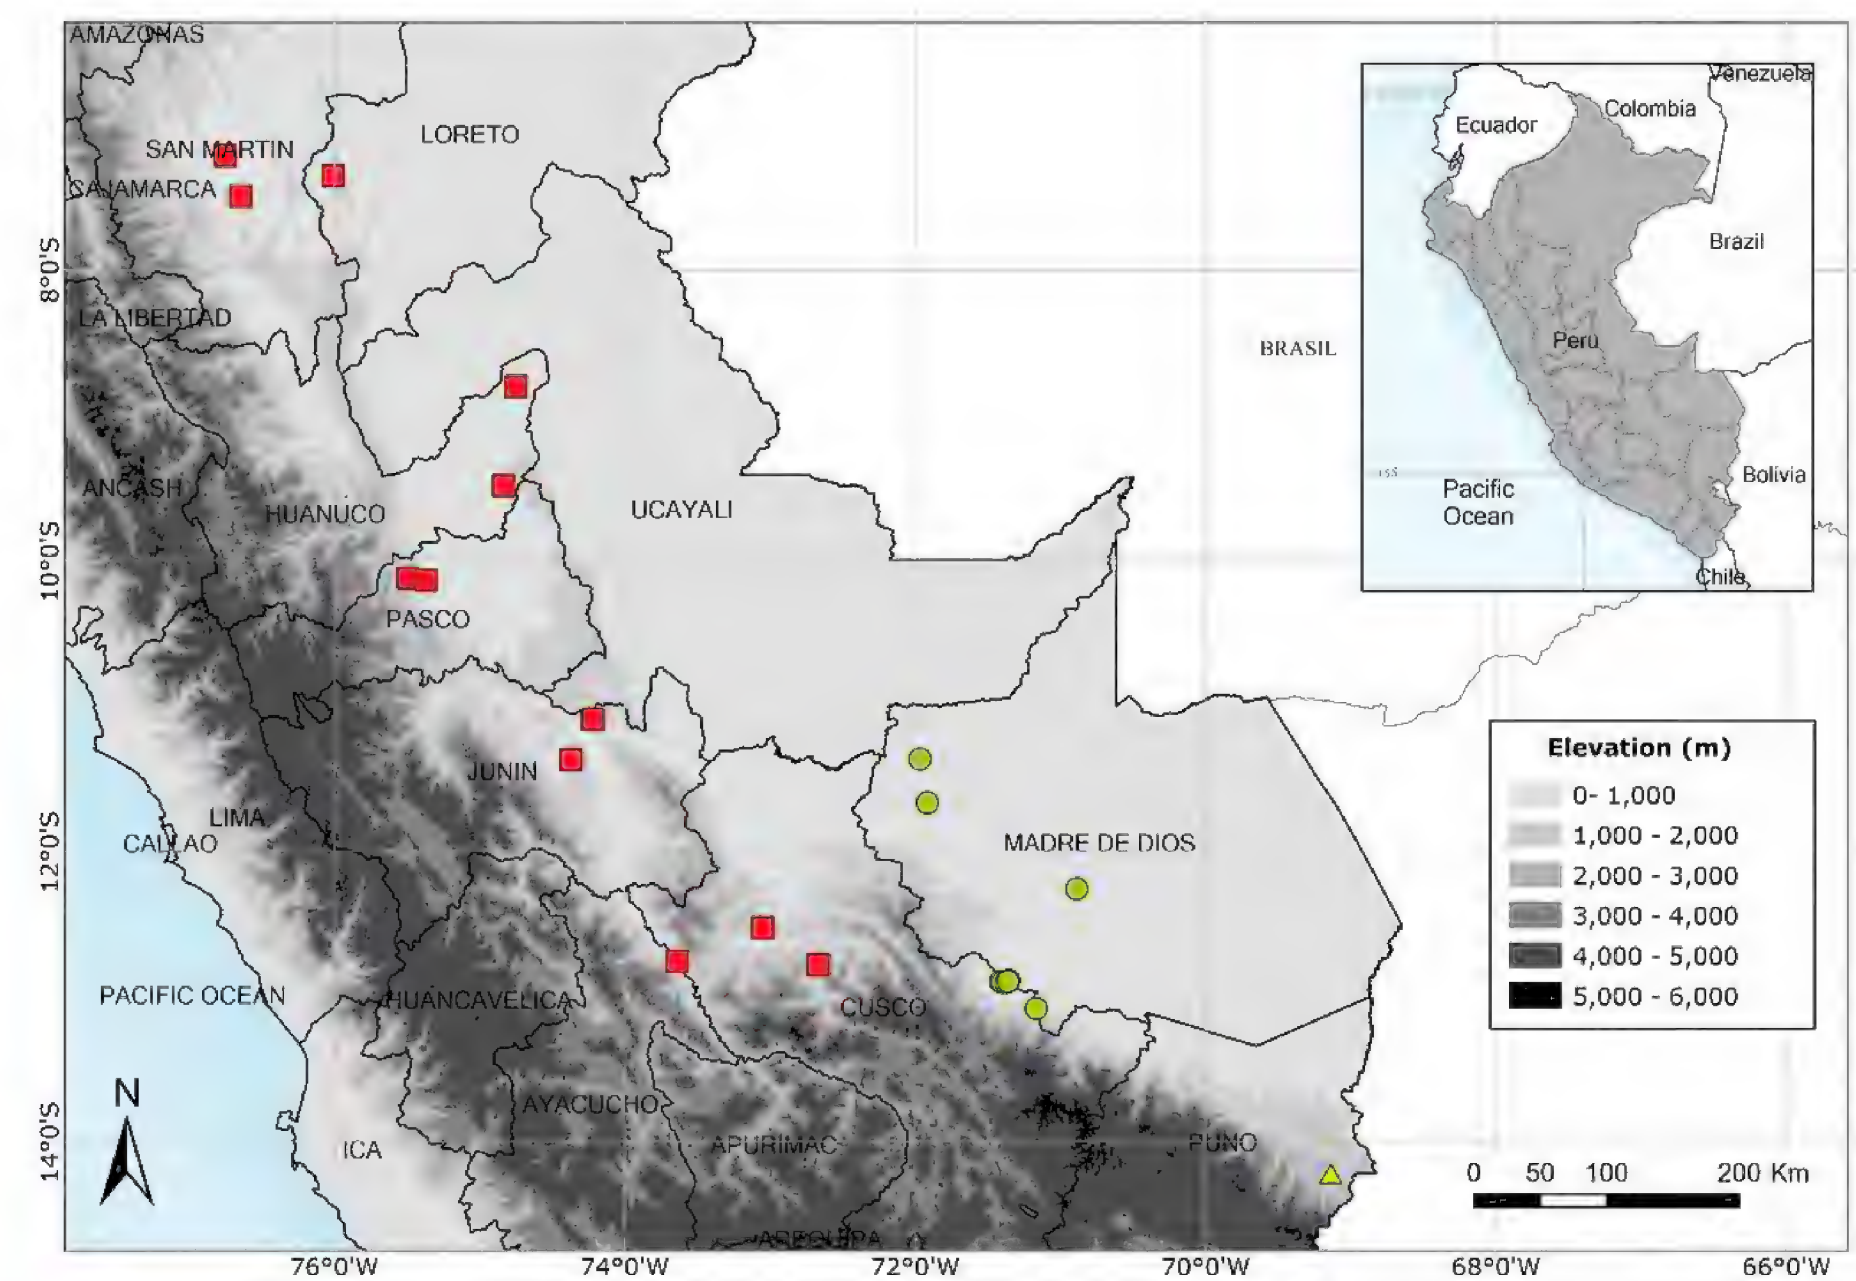 AMAZONAS
SAN MARTIN
LORETO
CAJAMARCA
LA LIBERTAD
ANCASH
HUANUCO
UCAYALI
PASCO
BRASIL
JUNIN
LIMA
CALLAO
MADRE DE DIOS
PACIFIC OCEAN
HUANCAVELICA
CUSCO
AYACUCHO
APURIMAC
PUNO
ICA
AREQUIPA
N
8°0'S
10°0'S
12°0'S
14°0'S
76°0'W
74°0'W
72°0'W
70°0'W
68°0'W
66°0'W
Venezuela
Colombia
Ecuador
Brazil
Peru
15S
Bolivia
Pacific
Ocean
Chile
Elevation (m)
0- 1,000
1,000 - 2,000
2,000 - 3,000
3,000 - 4,000
4,000 - 5,000
5,000 - 6,000
0 50 100 200 Km